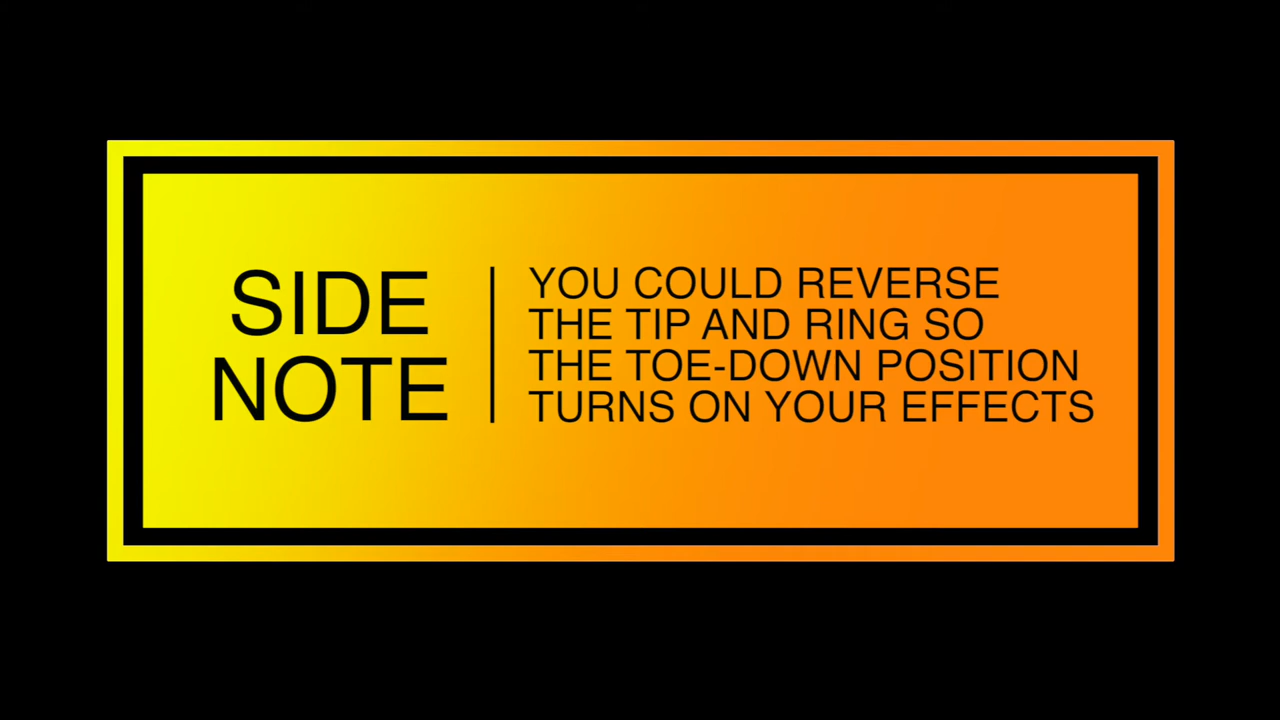 SIDE
NOTE
YOU COULD REVERSE
THE TIP AND RING SO
THE TOE-DOWN POSITION
TURNS ON YOUR EFFECTS